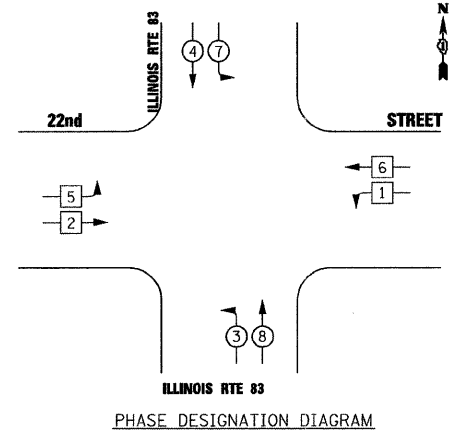 N
ILLINOIS RTE 83
4 7
22nd STREET
6
5
1
2
3 8
ILLINOIS RTE 83
PHASE DESIGNATION DIAGRAM